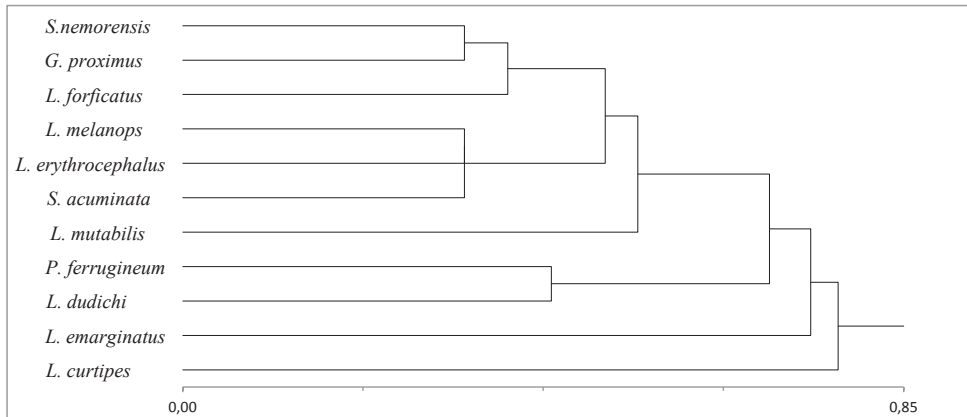 S.nemorensis
G. proximus
L. forficatus
L. melanops
L. erythrocephalus
S. acuminata
L. mutabilis
P. ferrugineum
L. dudichi
L. emarginatus
L. curtipes
0,00 0,85